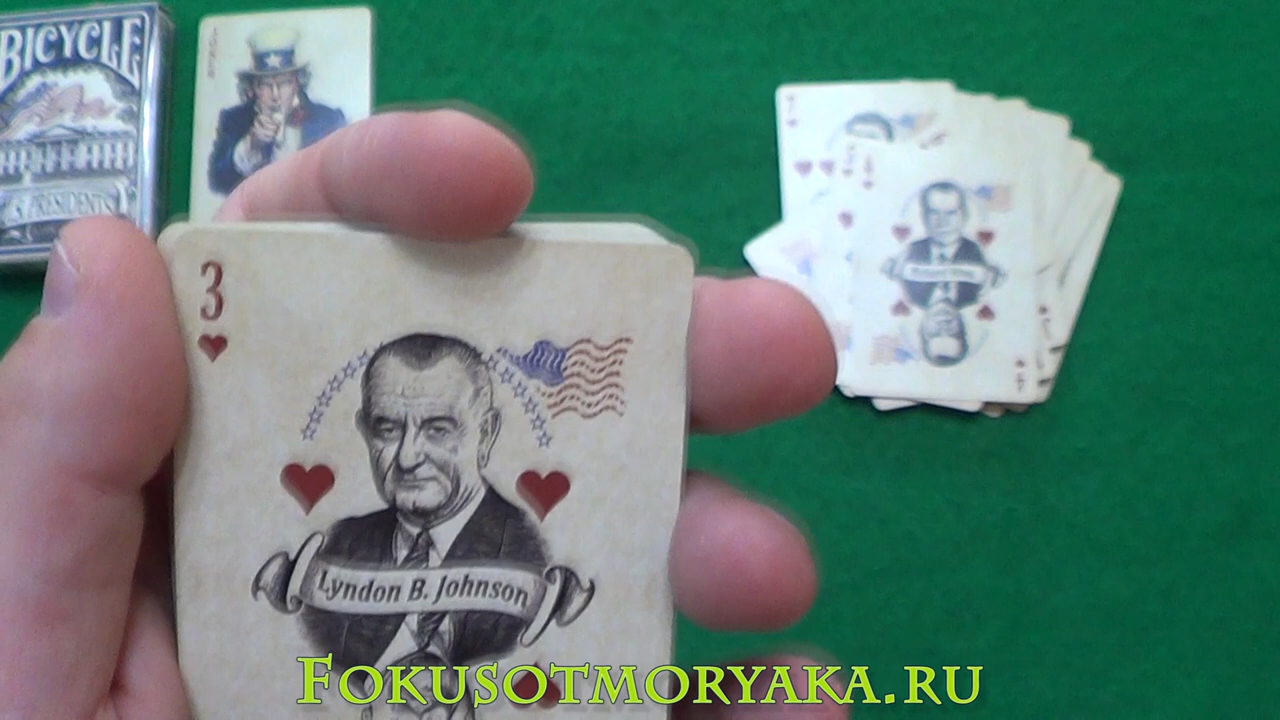 BICYCLE
PRESIDENTS
3
Lyndon B. Johnson
FOKUSOTMORYAKA.RU